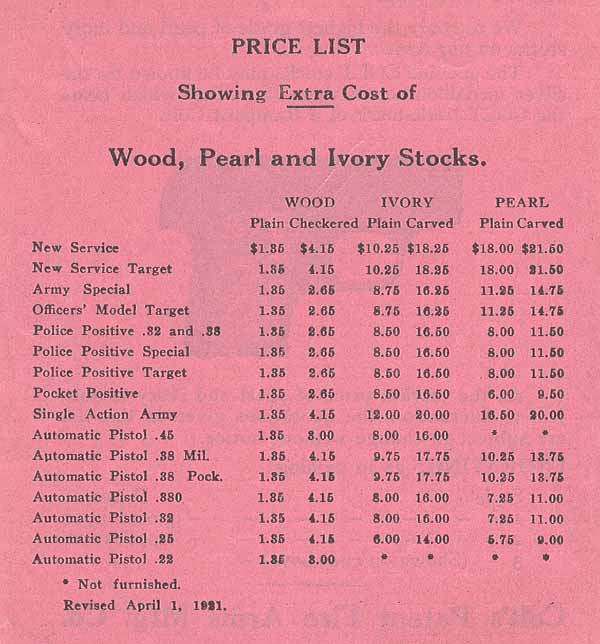 PRICE LIST
Showing Extra Cost of
Wood, Pearl and Ivory Stocks.
WOOD IVORY PEARL
Plain Checkered Plain Carved Plain Carved
New Service $1.35 $4.15 $10.25 $18.25 $18.00 $21.50
New Service Target 1.35 4.15 10.25 18.25 18.00 21.50
Army Special 1.35 2.65 8.75 16.25 11.25 14.75
Officers' Model Target 1.35 2.65 8.75 16.25 11.25 14.75
Police Positive .32 and .38 1.35 2.65 8.50 16.50 8.00 11.50
Police Positive Special 1.35 2.65 8.50 16.50 8.00 11.50
Police Positive Target 1.35 2.65 8.50 16.50 8.00 11.50
Pocket Positive 1.35 2.65 8.50 16.50 6.00 9.50
Single Action Army 1.35 4.15 12.00 20.00 16.50 20.00
Automatic Pistol .45 1.35 3.00 8.00 16.00 * *
Automatic Pistol .38 Mil. 1.35 4.15 9.75 17.75 10.25 13.75
Automatic Pistol .38 Pock. 1.35 4.15 9.75 17.75 10.25 13.75
Automatic Pistol .380 1.35 4.15 8.00 16.00 7.25 11.00
Automatic Pistol .32 1.35 4.15 8.00 16.00 7.25 11.00
Automatic Pistol .25 1.35 4.15 6.00 14.00 5.75 9.00
Automatic Pistol .22 1.35 3.00 * * * *
* Not furnished.
Revised April 1, 1921.